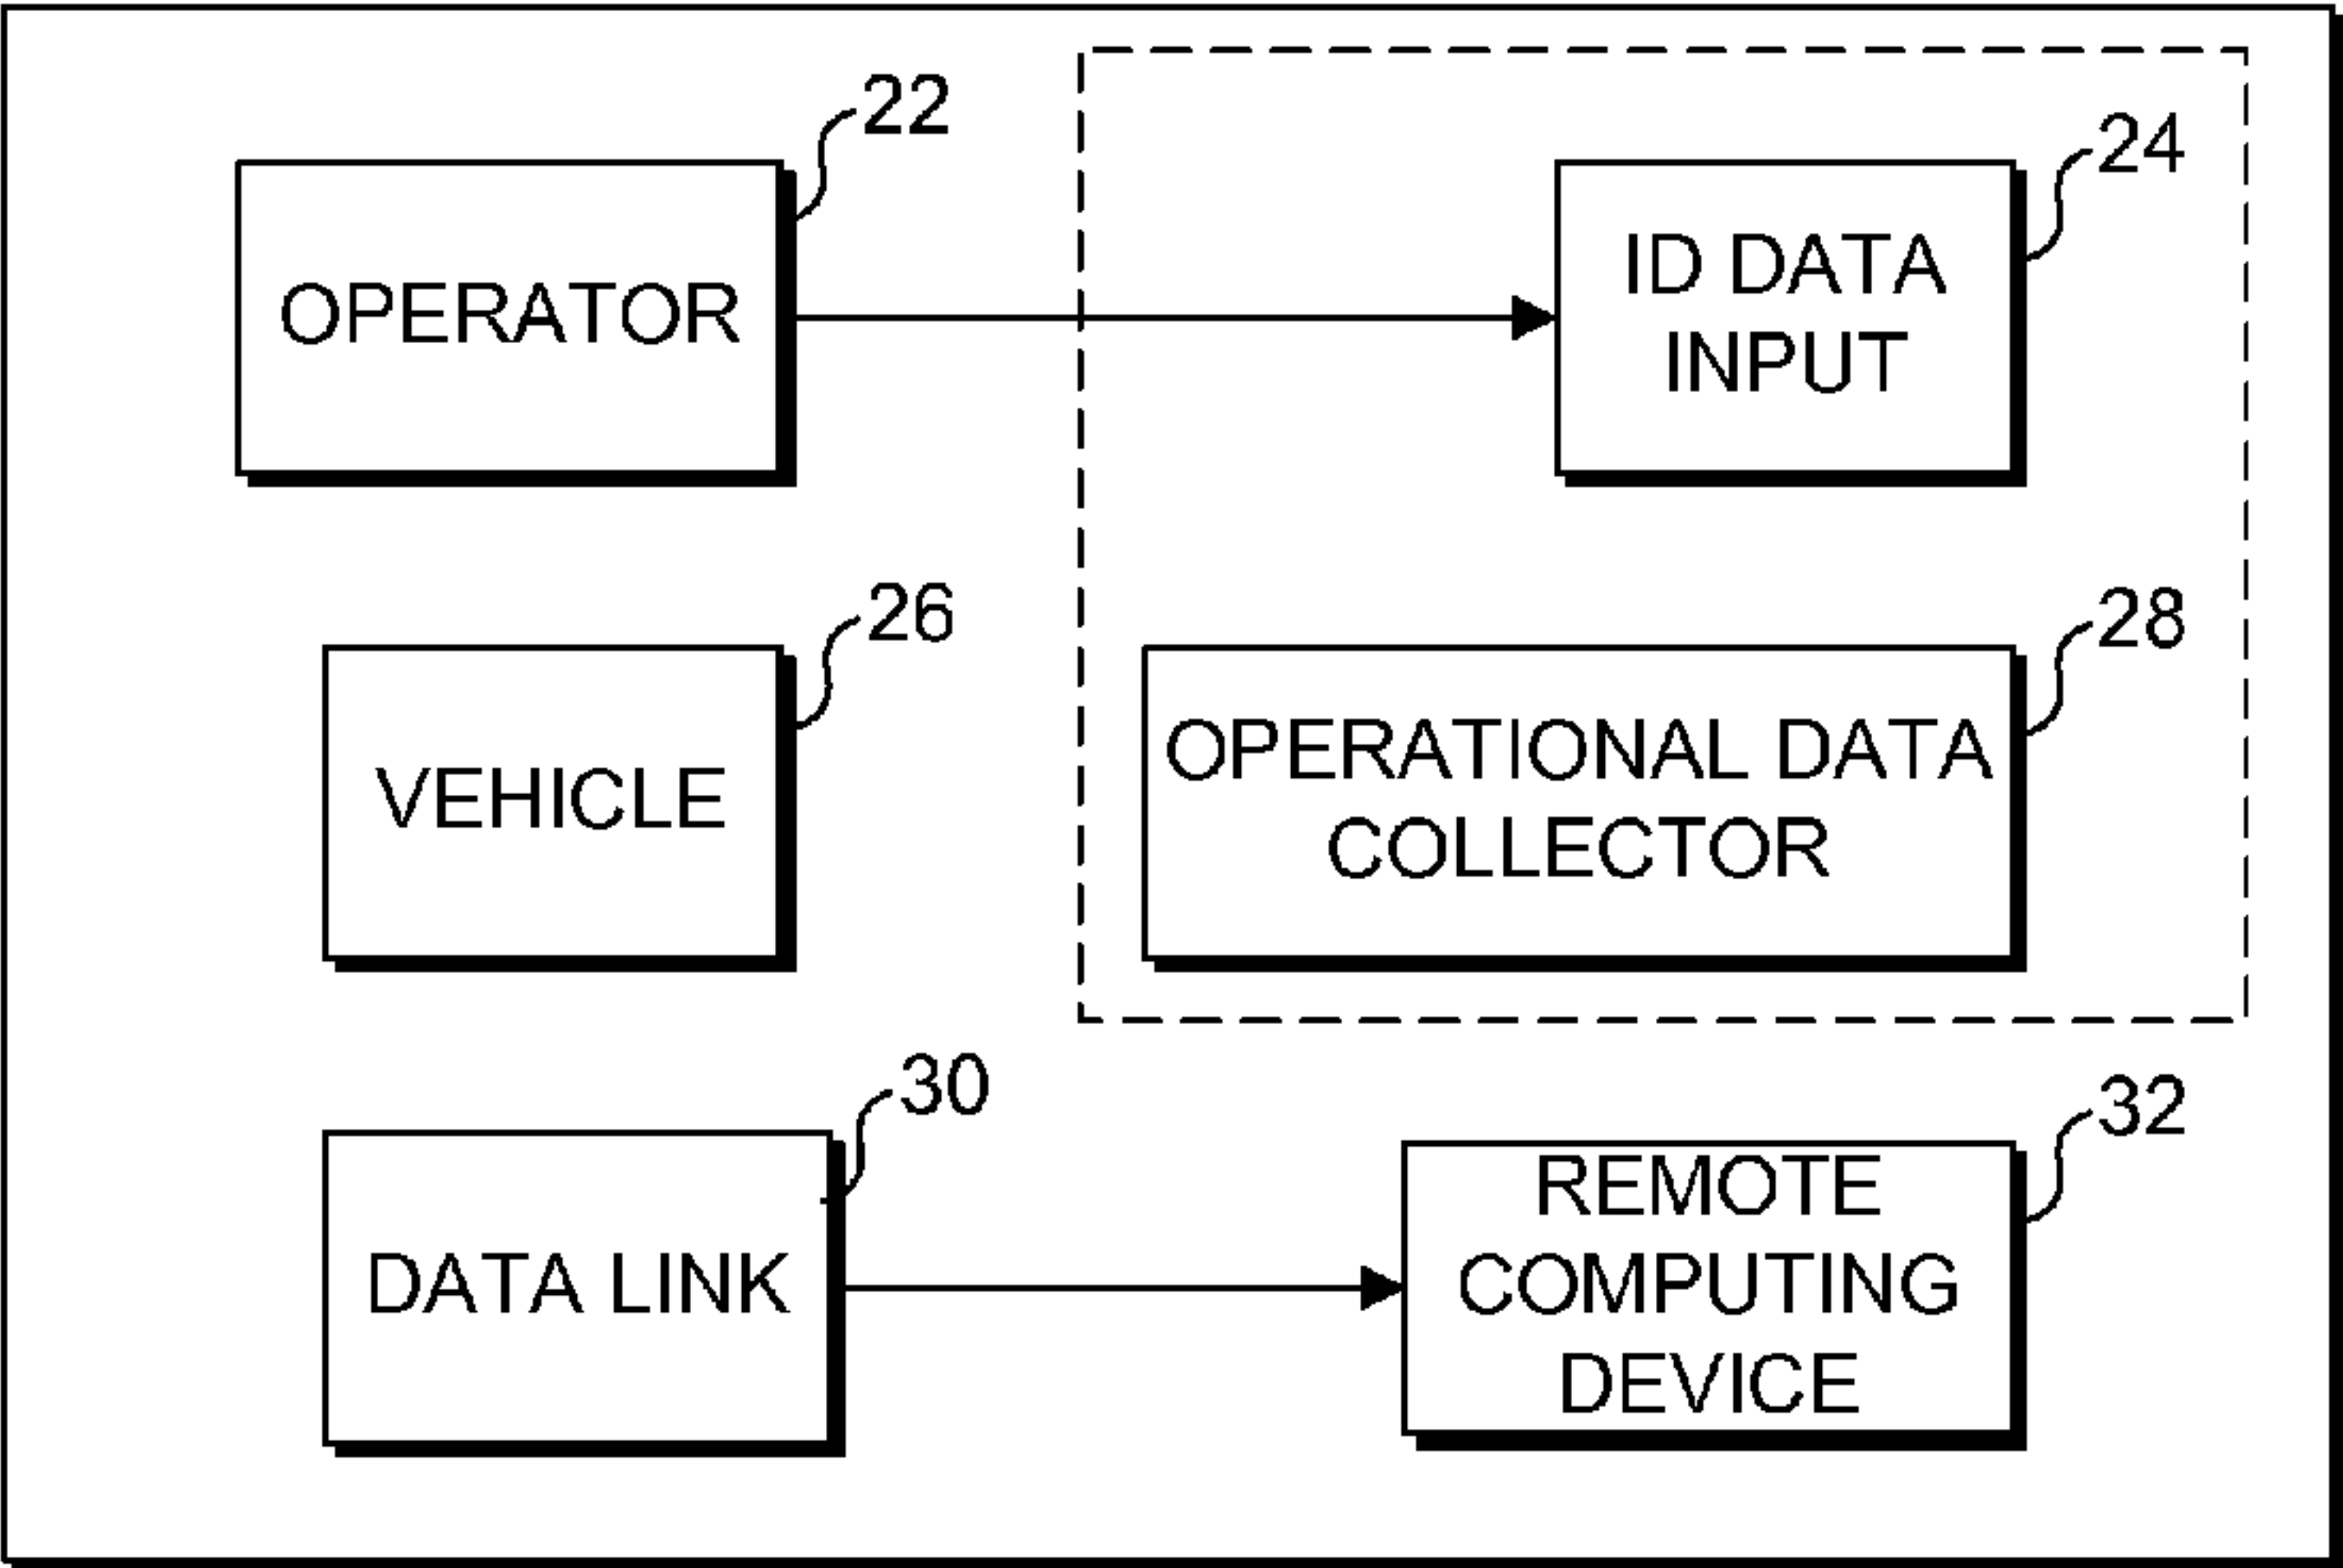 22
OPERATOR
24
ID DATA
INPUT
26
VEHICLE
28
OPERATIONAL DATA
COLLECTOR
30
DATA LINK
32
REMOTE
COMPUTING
DEVICE